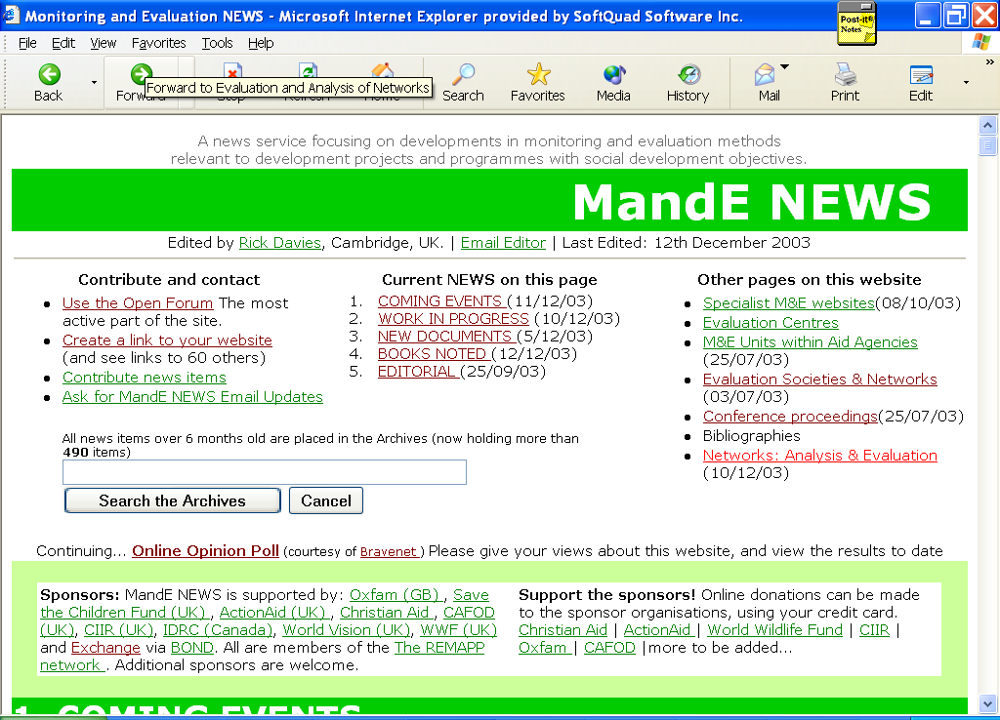 Monitoring and Evaluation NEWS - Microsoft Internet Explorer provided by SoftQuad Software Inc.
Post-it®
Notes
File Edit View Favorites Tools Help
Back Forward Stop Refresh Home Search Favorites Media History Mail Print Edit
Forward to Evaluation and Analysis of Networks
A news service focusing on developments in monitoring and evaluation methods
relevant to development projects and programmes with social development objectives.
MandE NEWS
Edited by Rick Davies, Cambridge, UK. | Email Editor | Last Edited: 12th December 2003
Contribute and contact
Use the Open Forum The most
active part of the site.
Create a link to your website
(and see links to 60 others)
Contribute news items
Ask for MandE NEWS Email Updates
Current NEWS on this page
1. COMING EVENTS (11/12/03)
2. WORK IN PROGRESS (10/12/03)
3. NEW DOCUMENTS (5/12/03)
4. BOOKS NOTED (12/12/03)
5. EDITORIAL (25/09/03)
Other pages on this website
Specialist M&E websites(08/10/03)
Evaluation Centres
M&E Units within Aid Agencies
(25/07/03)
Evaluation Societies & Networks
(03/07/03)
Conference proceedings(25/07/03)
Bibliographies
Networks: Analysis & Evaluation
(10/12/03)
All news items over 6 months old are placed in the Archives (now holding more than
490 items)
Search the Archives Cancel
Continuing... Online Opinion Poll (courtesy of Bravenet ) Please give your views about this website, and view the results to date
Sponsors: MandE NEWS is supported by: Oxfam (GB) , Save
the Children Fund (UK) , ActionAid (UK) , Christian Aid , CAFOD
(UK), CIIR (UK), IDRC (Canada), World Vision (UK), WWF (UK)
and Exchange via BOND. All are members of the The REMAPP
network . Additional sponsors are welcome.
Support the sponsors! Online donations can be made
to the sponsor organisations, using your credit card.
Christian Aid | ActionAid | World Wildlife Fund | CIIR |
Oxfam | CAFOD |more to be added...
1. COMING EVENTS